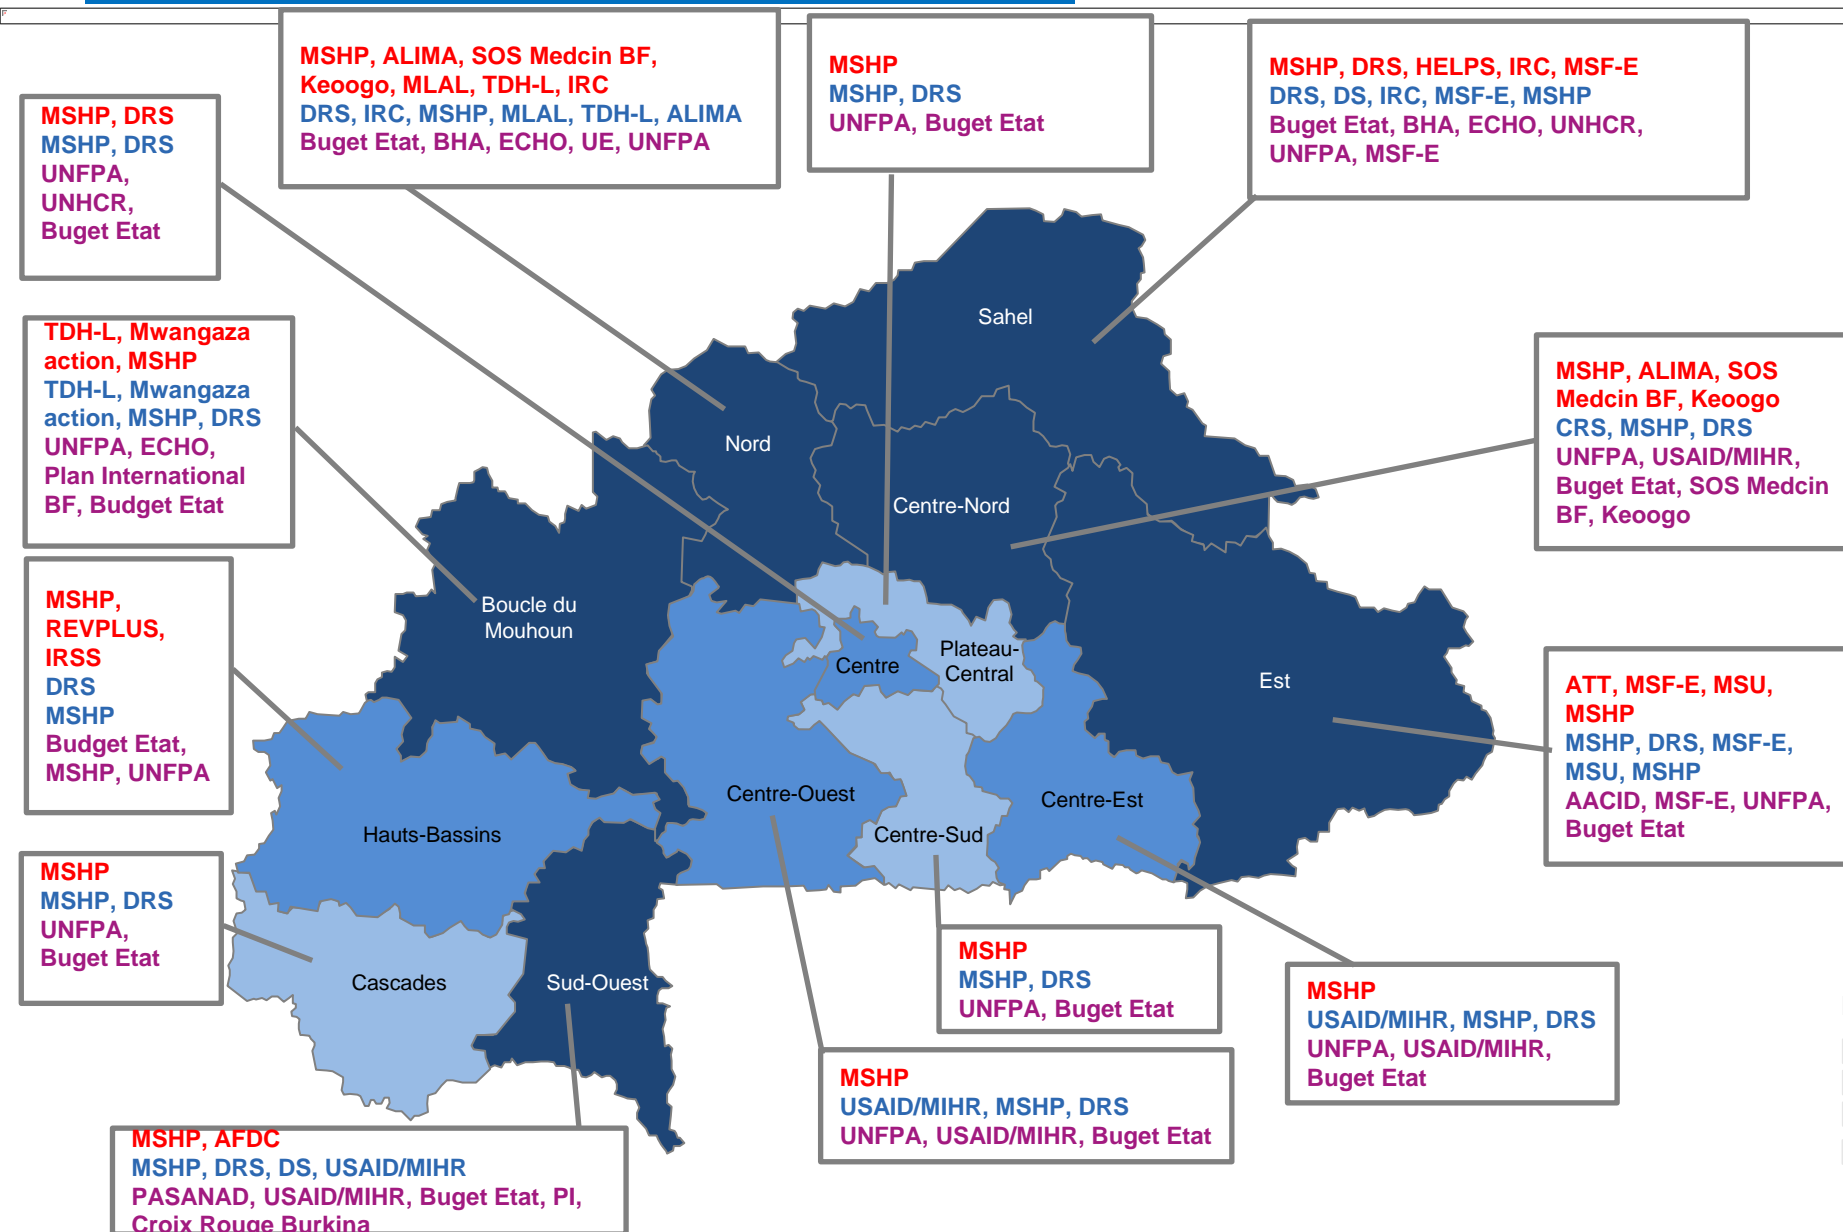 MSHP, ALIMA, SOS Medcin BF,
Keoogo, MLAL, TDH-L, IRC
DRS, IRC, MSHP, MLAL, TDH-L, ALIMA
Buget Etat, BHA, ECHO, UE, UNFPA
MSHP
MSHP, DRS
UNFPA, Buget Etat
MSHP, DRS, HELPS, IRC, MSF-E
DRS, DS, IRC, MSF-E, MSHP
Buget Etat, BHA, ECHO, UNHCR,
UNFPA, MSF-E
MSHP, DRS
MSHP, DRS
UNFPA,
UNHCR,
Buget Etat
TDH-L, Mwangaza
action, MSHP
TDH-L, Mwangaza
action, MSHP, DRS
UNFPA, ECHO,
Plan International
BF, Budget Etat
MSHP, ALIMA, SOS
Medcin BF, Keoogo
CRS, MSHP, DRS
UNFPA, USAID/MIHR,
Buget Etat, SOS Medcin
BF, Keoogo
Sahel
Nord
Centre-Nord
Boucle du
Mouhoun
Centre
Plateau-
Central
Est
Centre-Ouest
Centre-Est
Hauts-Bassins
Centre-Sud
Cascades
Sud-Ouest
MSHP,
REVPLUS,
IRSS
DRS
MSHP
Budget Etat,
MSHP, UNFPA
ATT, MSF-E, MSU,
MSHP
MSHP, DRS, MSF-E,
MSU, MSHP
AACID, MSF-E, UNFPA,
Buget Etat
MSHP
MSHP, DRS
UNFPA,
Buget Etat
MSHP
MSHP, DRS
UNFPA, Buget Etat
MSHP
USAID/MIHR, MSHP, DRS
UNFPA, USAID/MIHR,
Buget Etat
MSHP
USAID/MIHR, MSHP, DRS
UNFPA, USAID/MIHR, Buget Etat
MSHP, AFDC
MSHP, DRS, DS, USAID/MIHR
PASANAD, USAID/MIHR, Buget Etat, PI,
Croix Rouge Burkina